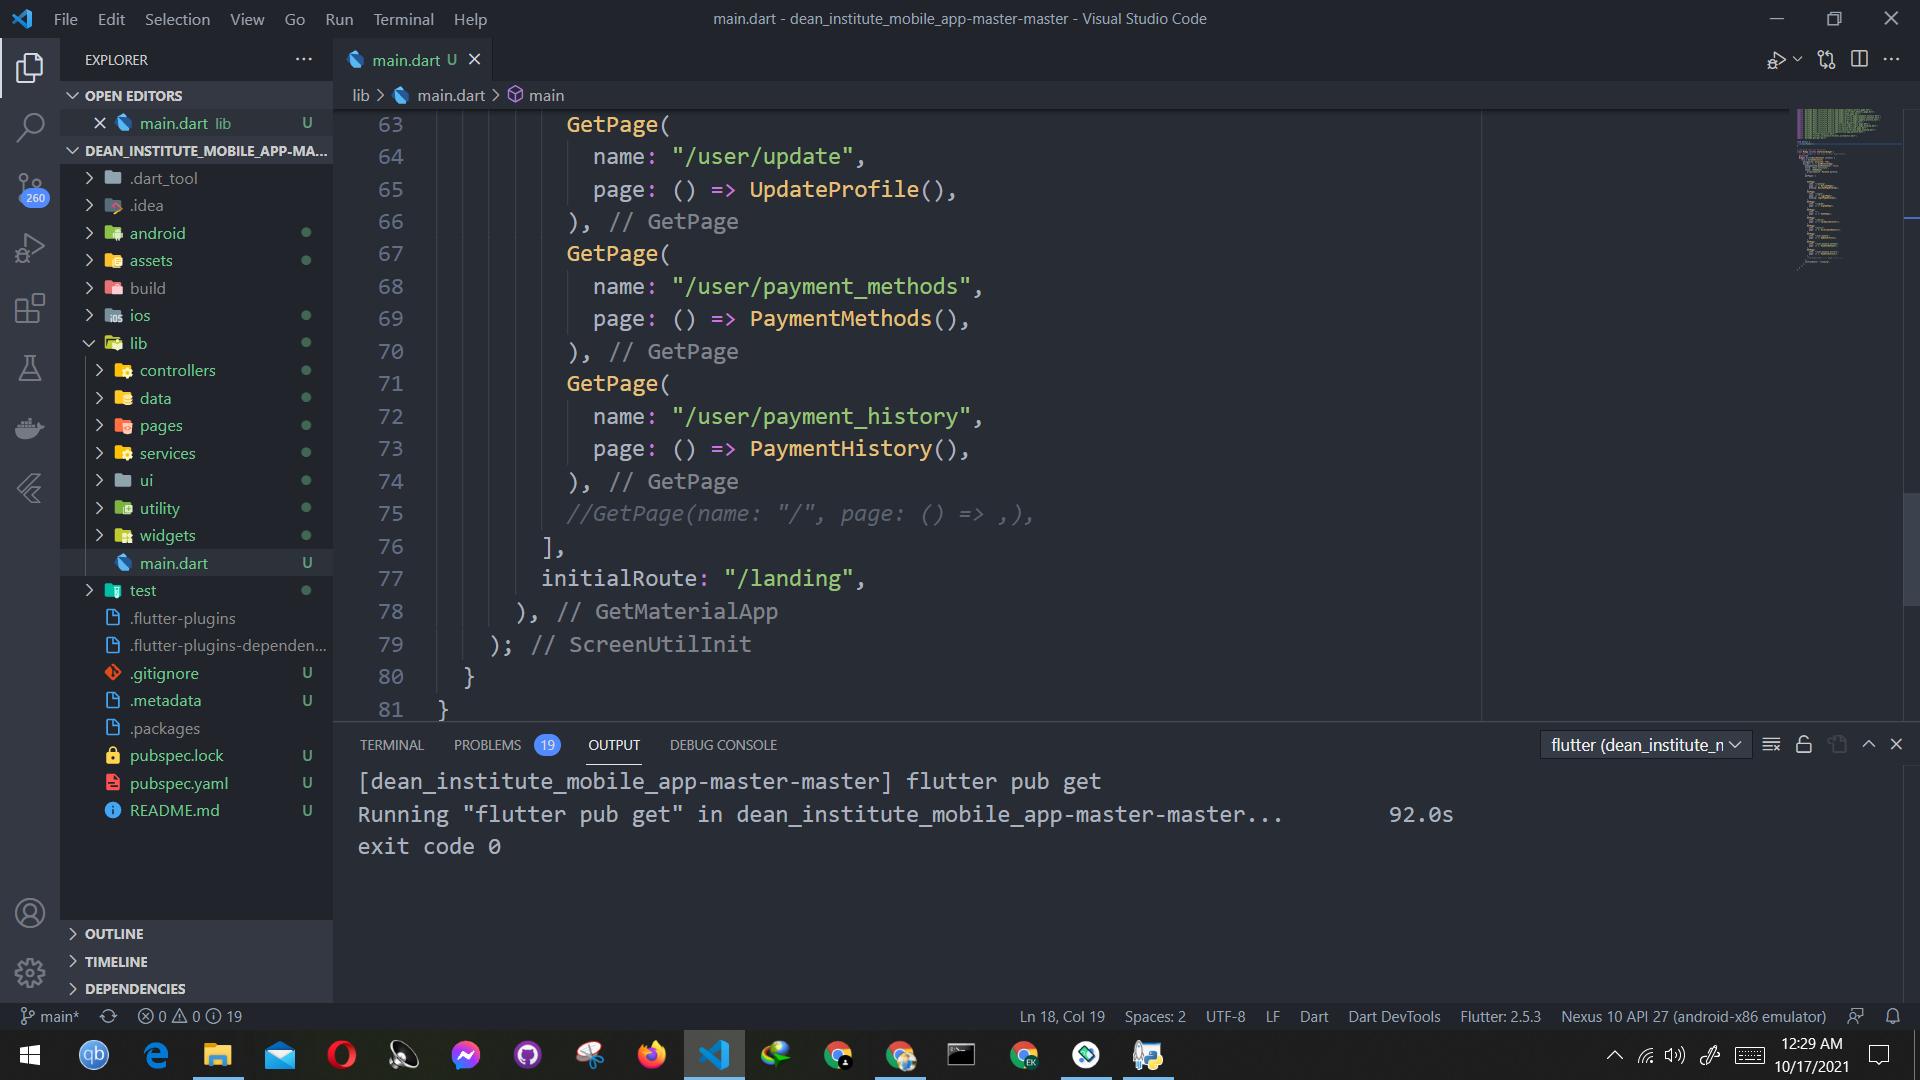 File Edit Selection View Go Run Terminal Help
main.dart - dean_institute_mobile_app-master-master - Visual Studio Code
EXPLORER
OPEN EDITORS
main.dart lib U
DEAN_INSTITUTE_MOBILE_APP-MA...
.dart_tool
.idea
android
assets
build
ios
lib
controllers
data
pages
services
ui
utility
widgets
main.dart U
test
.flutter-plugins
.flutter-plugins-dependen...
.gitignore U
.metadata U
.packages
pubspec.lock U
pubspec.yaml U
README.md U
OUTLINE
TIMELINE
DEPENDENCIES
260
main.dart U
lib > main.dart > main
63 GetPage(
64 name: "/user/update",
65 page: () => UpdateProfile(),
66 ), // GetPage
67 GetPage(
68 name: "/user/payment_methods",
69 page: () => PaymentMethods(),
70 ), // GetPage
71 GetPage(
72 name: "/user/payment_history",
73 page: () => PaymentHistory(),
74 ), // GetPage
75 //GetPage(name: "/", page: () => ,),
76 ],
77 initialRoute: "/landing",
78 ), // GetMaterialApp
79 ); // ScreenUtilInit
80 }
81 }
TERMINAL PROBLEMS 19 OUTPUT DEBUG CONSOLE
flutter (dean_institute_m
[dean_institute_mobile_app-master-master] flutter pub get
Running "flutter pub get" in dean_institute_mobile_app-master-master... 92.0s
exit code 0
main* 0 0 19
Ln 18, Col 19 Spaces: 2 UTF-8 LF Dart Dart DevTools Flutter: 2.5.3 Nexus 10 API 27 (android-x86 emulator)
qb
EK
12:29 AM
10/17/2021